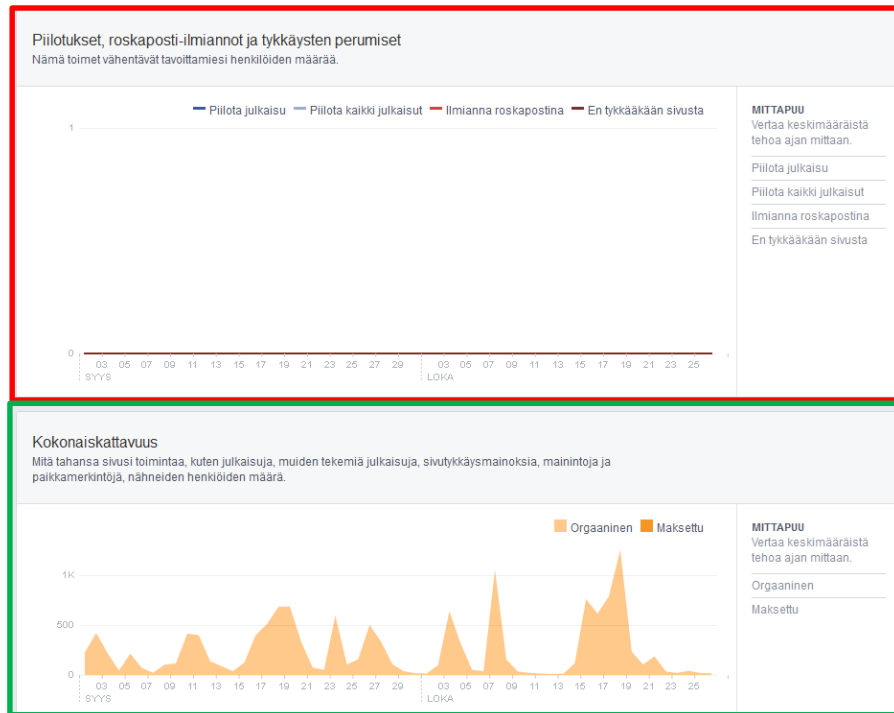 Piilotukset, roskaposti-ilmiannot ja tykkäysten perumiset
Nämä toimet vähentävät tavoittamiesi henkilöiden määrää.
Piilota julkaisu Piilota kaikki julkaisut Ilmianna roskapostina En tykkääkään sivusta
1
0
03 05 07 09 11 13 15 17 19 21 23 25 27 29 03 05 07 09 11 13 15 17 19 21 23 25
SYYS LOKA
MITTAPUU
Vertaa keskimääräistä
tehoa ajan mittaan.
Piilota julkaisu
Piilota kaikki julkaisut
Ilmianna roskapostina
En tykkääkään sivusta
Kokonaiskattavuus
Mitä tahansa sivusi toimintaa, kuten julkaisuja, muiden tekemiä julkaisuja, sivutykkäysmainoksia, mainintoja ja
paikkamerkintöjä, nähneiden henkiöiden määrä.
Orgaaninen Maksettu
1K
500
0
03 05 07 09 11 13 15 17 19 21 23 25 27 29 03 05 07 09 11 13 15 17 19 21 23 25
SYYS LOKA
MITTAPUU
Vertaa keskimääräistä
tehoa ajan mittaan.
Orgaaninen
Maksettu